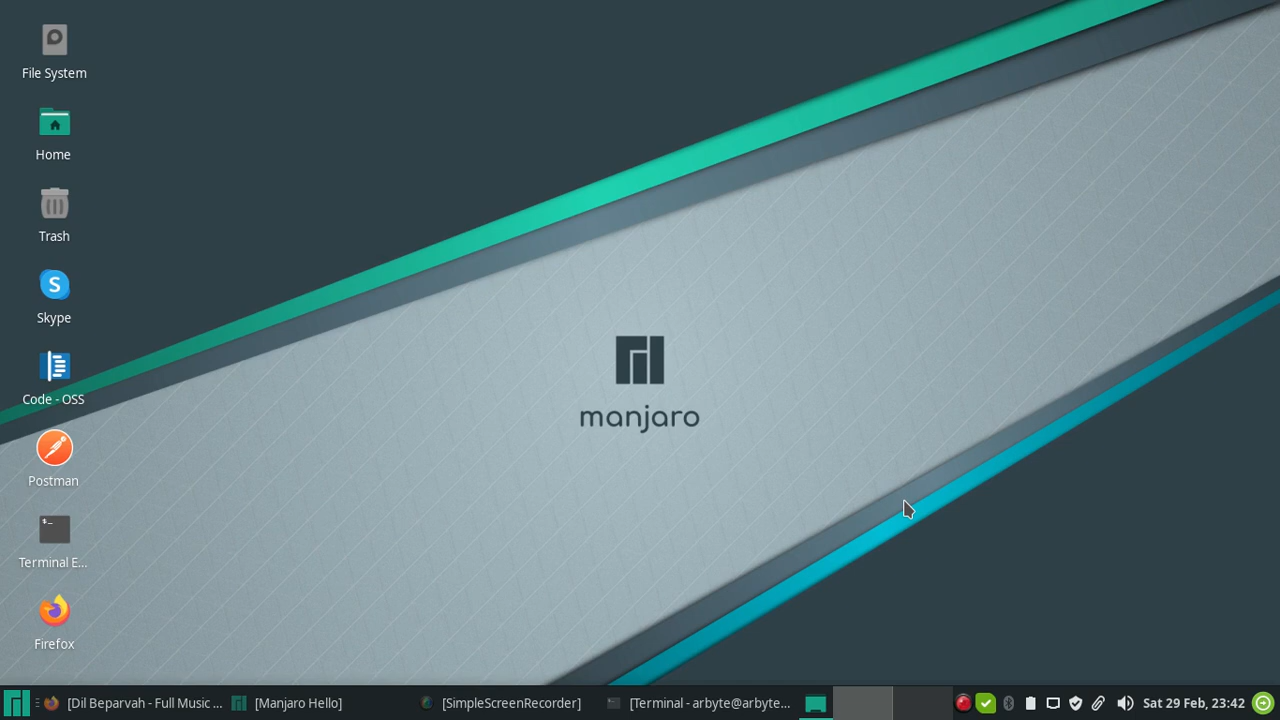 File System
Home
Trash
Skype
Code - OSS
Postman
Terminal E...
Firefox
manjaro
[Dil Beparvah - Full Music ...
[Manjaro Hello]
[SimpleScreenRecorder]
[Terminal - arbyte@arbyte...
Sat 29 Feb, 23:42